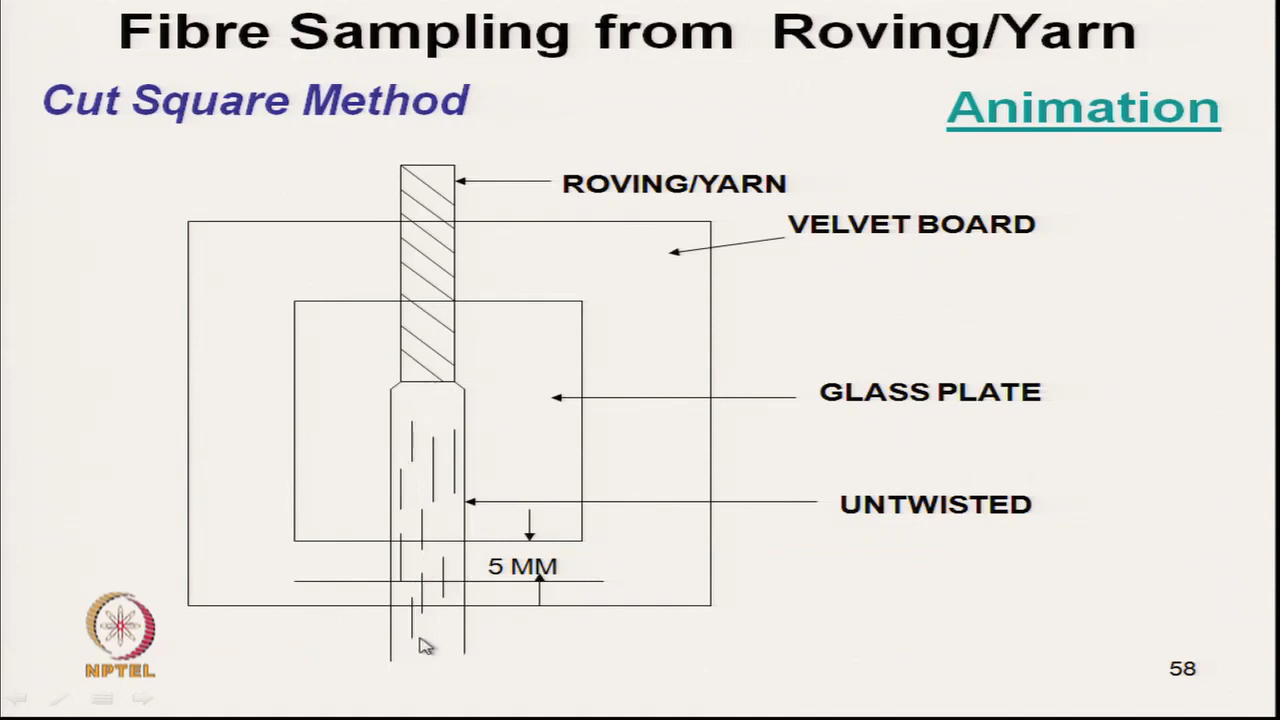 Fibre Sampling from Roving/Yarn
Cut Square Method
Animation
ROVING/YARN
VELVET BOARD
GLASS PLATE
UNTWISTED
5 MM
NPTEL
58